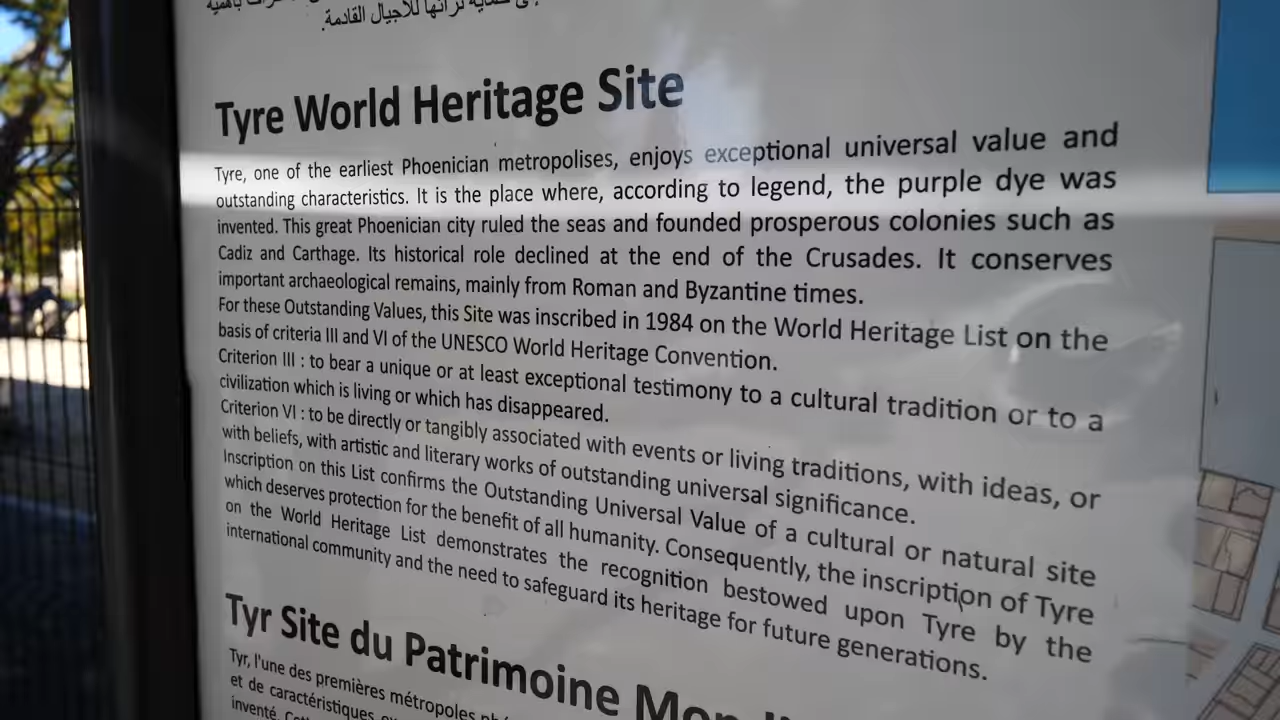 للأجيال القادمة.
Tyre World Heritage Site
Tyre, one of the earliest Phoenician metropolises, enjoys exceptional universal value and
outstanding characteristics. It is the place where, according to legend, the purple dye was
invented. This great Phoenician city ruled the seas and founded prosperous colonies such as
Cadiz and Carthage. Its historical role declined at the end of the Crusades. It conserves
important archaeological remains, mainly from Roman and Byzantine times.
For these Outstanding Values, this Site was inscribed in 1984 on the World Heritage List on the
basis of criteria III and VI of the UNESCO World Heritage Convention.
Criterion III : to bear a unique or at least exceptional testimony to a cultural tradition or to a
civilization which is living or which has disappeared.
Criterion VI : to be directly or tangibly associated with events or living traditions, with ideas, or
with beliefs, with artistic and literary works of outstanding universal significance.
Inscription on this List confirms the Outstanding Universal Value of a cultural or natural site
which deserves protection for the benefit of all humanity. Consequently, the inscription of Tyre
on the World Heritage List demonstrates the recognition bestowed upon Tyre by the
international community and the need to safeguard its heritage for future generations.
Tyr Site du Patrimoine
Tyr, l'une des premières métropoles
et de caractéristiques
inventé.